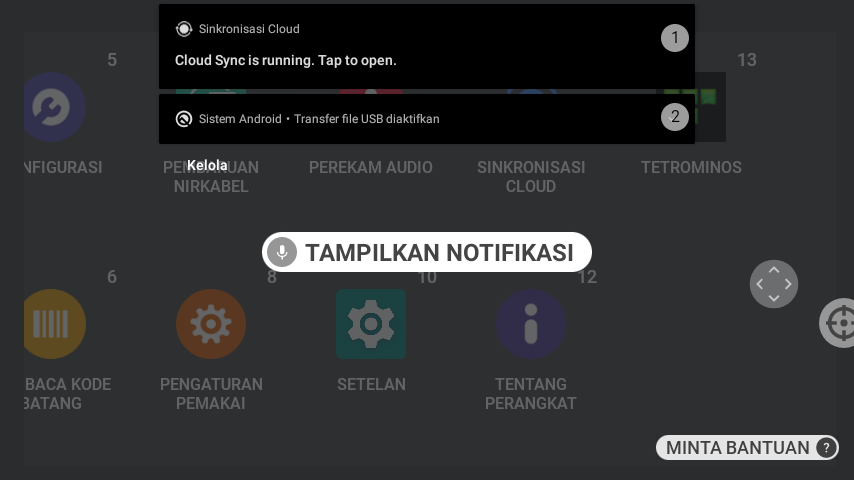 Sinkronisasi Cloud
1
Cloud Sync is running. Tap to open.
5
13
Sistem Android • Transfer file USB diaktifkan
2
Kelola
NFIGURASI
NIRKABEL
PEREKAM AUDIO
SINKRONISASI
CLOUD
TETROMINOS
TAMPILKAN NOTIFIKASI
6
8
10
12
BACA KODE
BATANG
PENGATURAN
PEMAKAI
SETELAN
TENTANG
PERANGKAT
MINTA BANTUAN ?